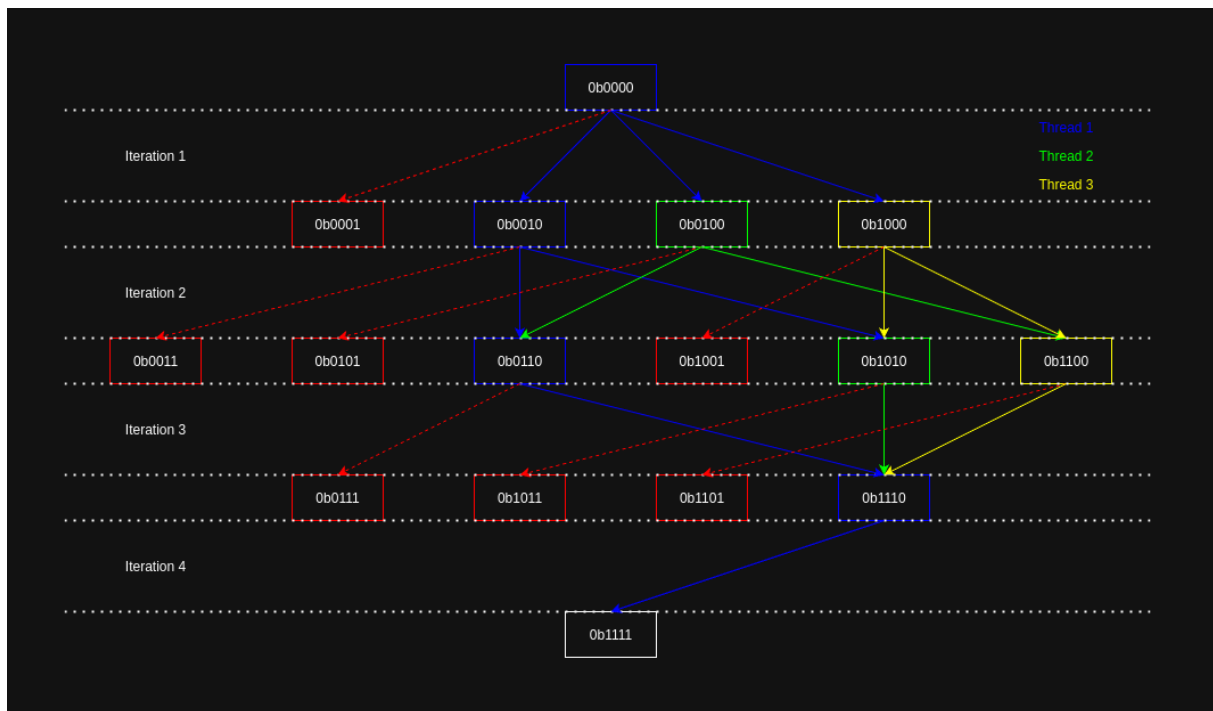 0b0000
Thread 1
Iteration 1
Thread 2
Thread 3
0b0001
0b0010
0b0100
0b1000
Iteration 2
0b0011
0b0101
0b0110
0b1001
0b1010
0b1100
Iteration 3
0b0111
0b1011
0b1101
0b1110
Iteration 4
0b1111